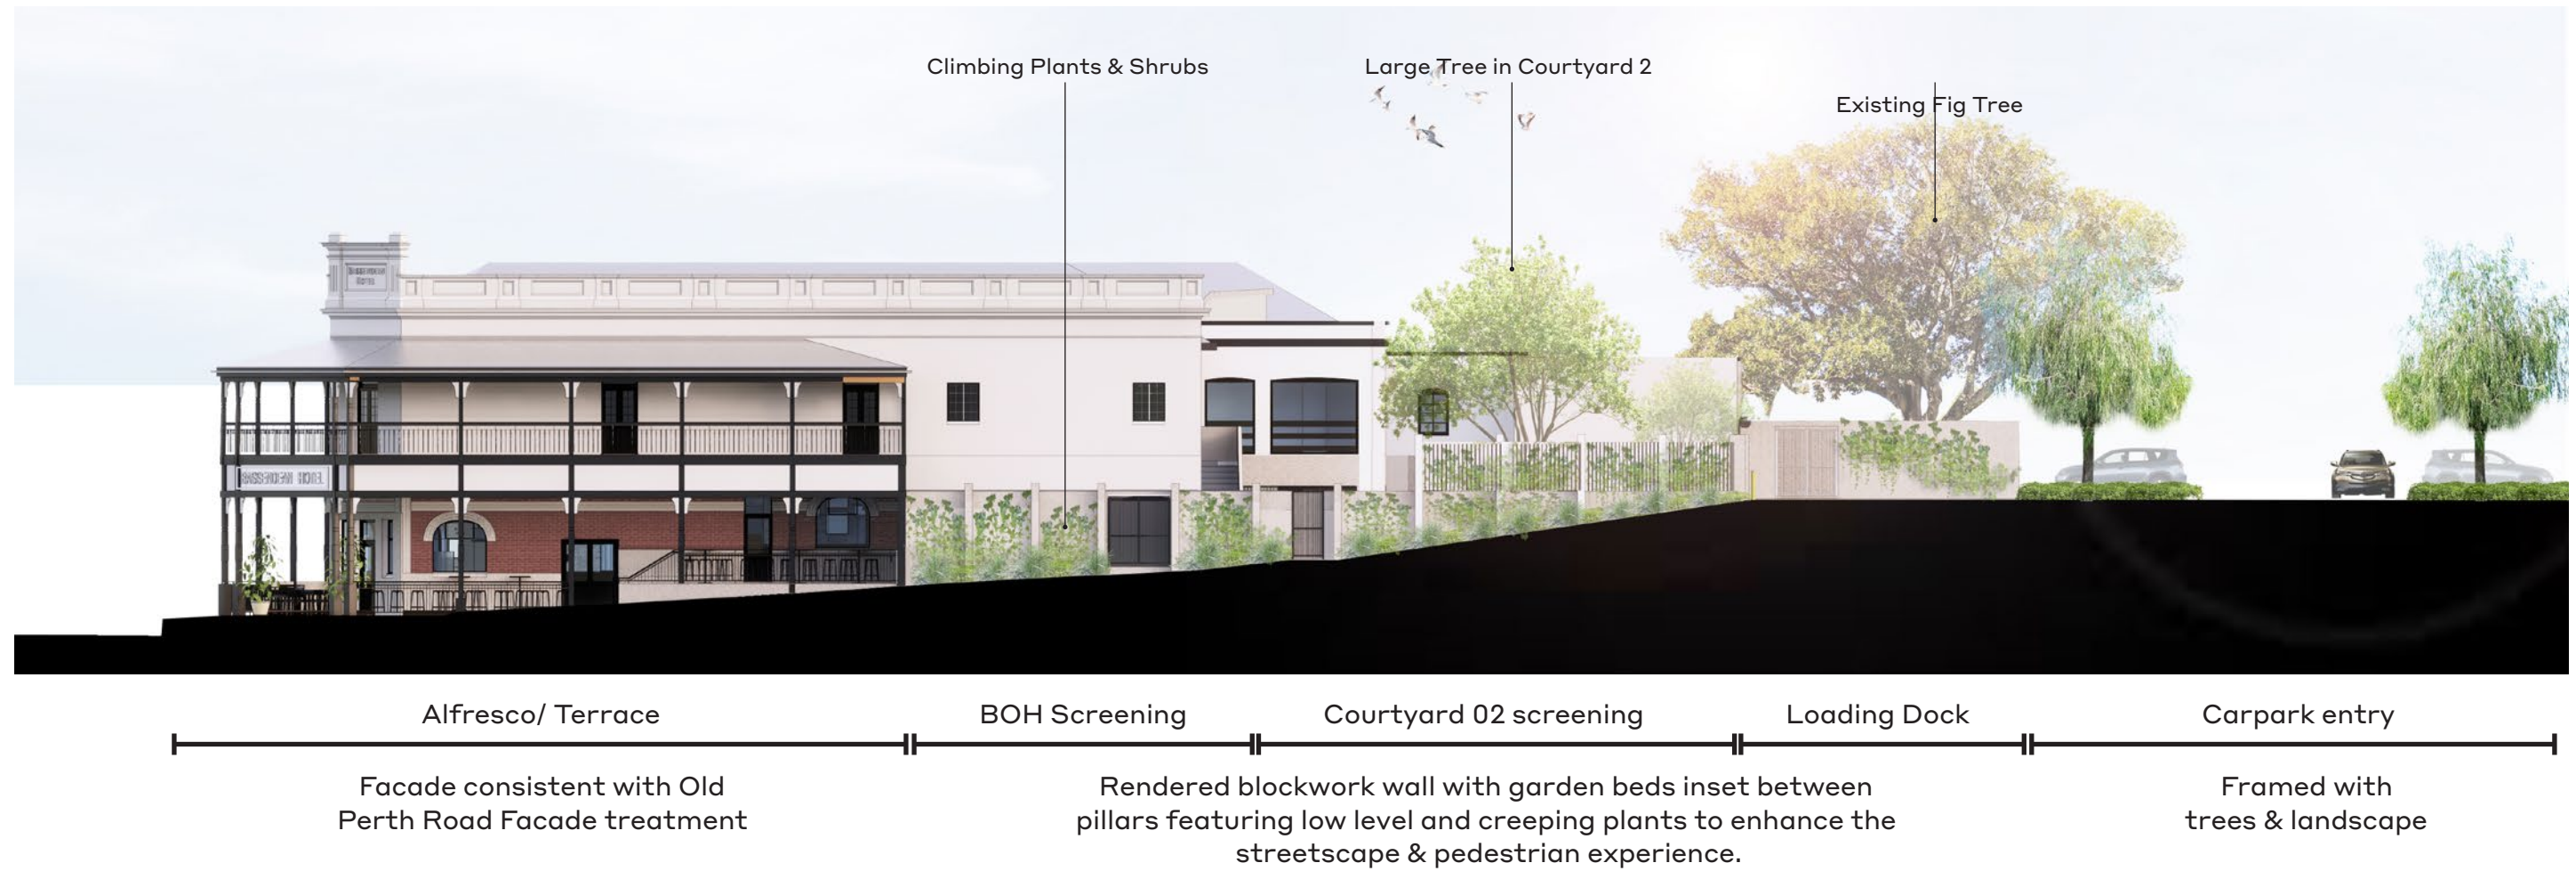 Climbing Plants & Shrubs
Large Tree in Courtyard 2
Existing Fig Tree
Alfresco/ Terrace
BOH Screening
Courtyard 02 screening
Loading Dock
Carpark entry
Facade consistent with Old
Perth Road Facade treatment
Rendered blockwork wall with garden beds inset between
pillars featuring low level and creeping plants to enhance the
streetscape & pedestrian experience.
Framed with
trees & landscape